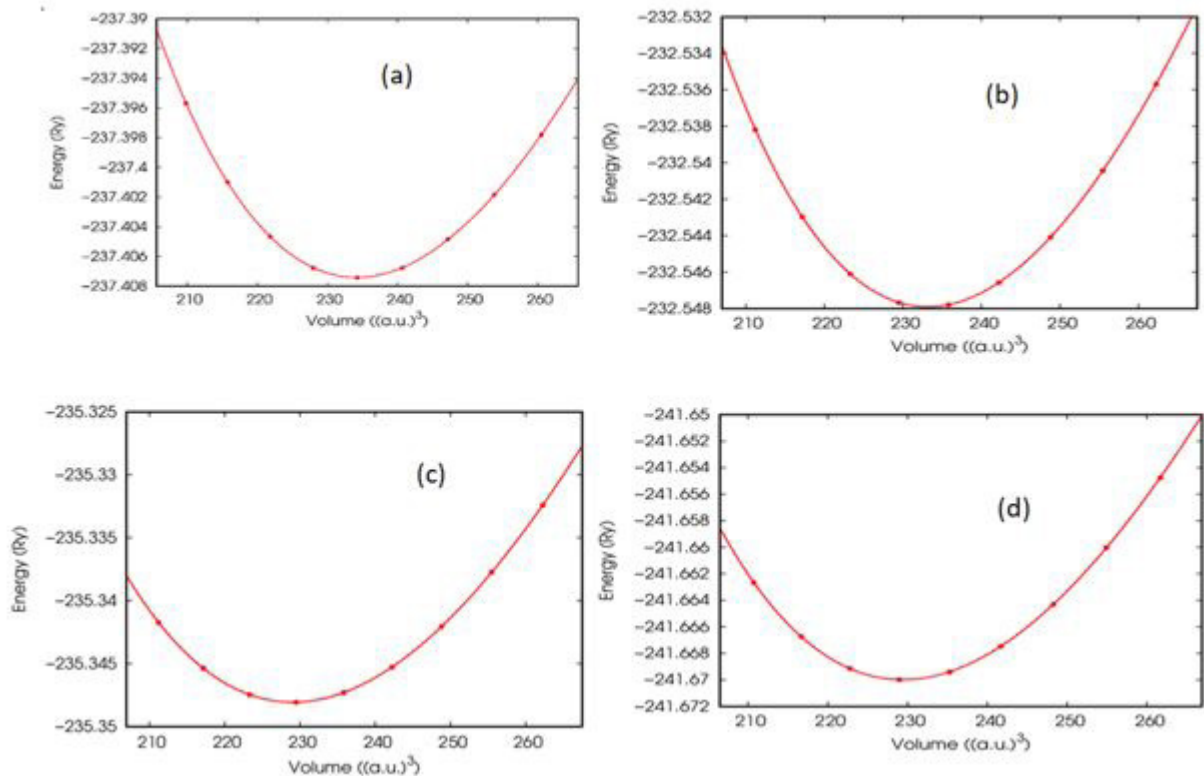 −237.39
−237.392
−237.394
−237.396
−237.398
−237.4
−237.402
−237.404
−237.406
−237.408
Energy (Ry)
(a)
210 220 230 240 250 260
Volume ((a.u.)³)
−232.532
−232.534
−232.536
−232.538
−232.54
−232.542
−232.544
−232.546
−232.548
Energy (Ry)
(b)
210 220 230 240 250 260
Volume ((a.u.)³)
−235.325
−235.33
−235.335
−235.34
−235.345
−235.35
Energy (Ry)
(c)
210 220 230 240 250 260
Volume ((a.u.)³)
−241.65
−241.652
−241.654
−241.656
−241.658
−241.66
−241.662
−241.664
−241.666
−241.668
−241.67
−241.672
Energy (Ry)
(d)
210 220 230 240 250 260
Volume ((a.u.)³)